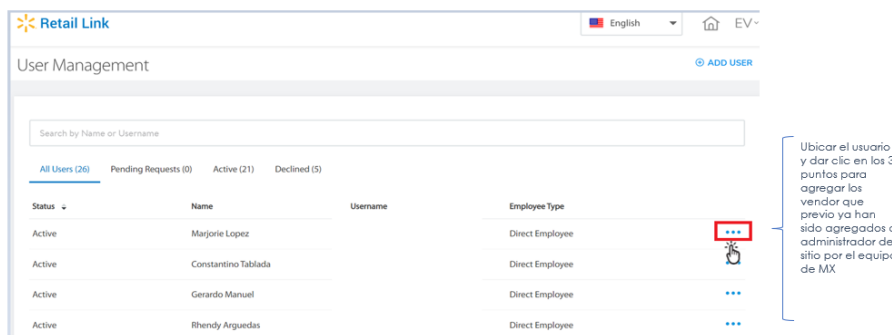 Retail Link
English
EV
User Management
ADD USER
Search by Name or Username
All Users (26) Pending Requests (0) Active (21) Declined (5)
Status Name Username Employee Type
Active Marjorie Lopez Direct Employee
Active Constantino Tablada Direct Employee
Active Gerardo Manuel Direct Employee
Active Rhendy Arguedas Direct Employee
Ubicar el usuario
y dar clic en los 3
puntos para
agregar los
vendor que
previo ya han
sido agregados
administrador de
sitio por el equipo
de MX